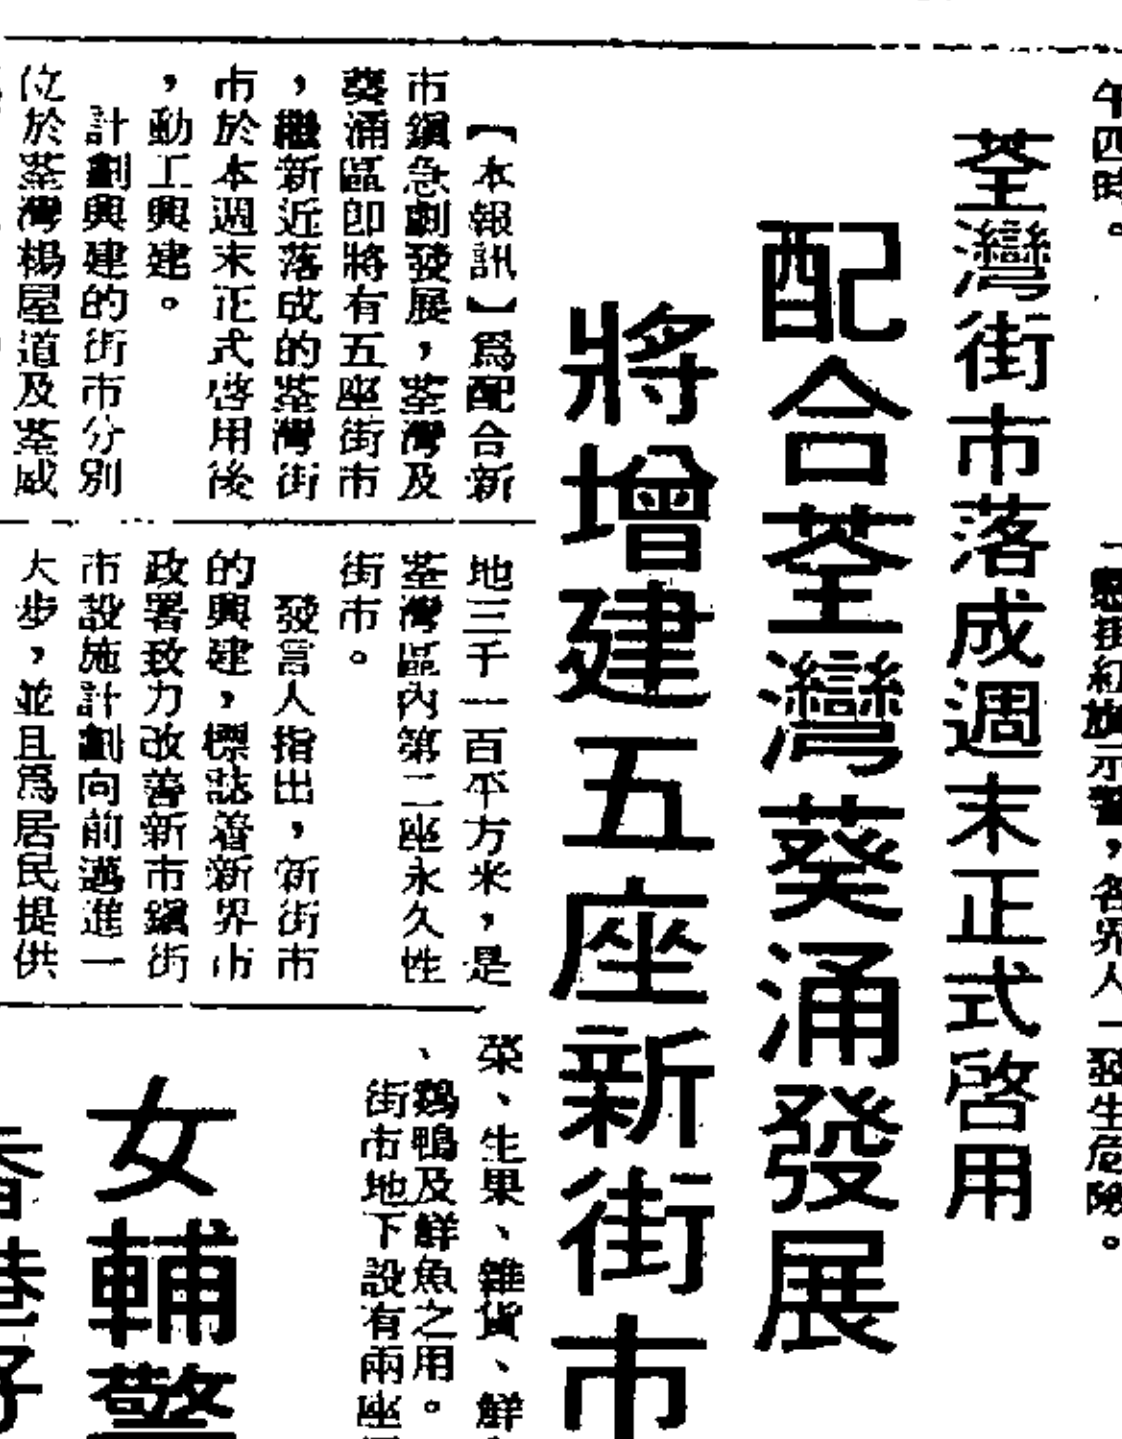 午四時。
懸掛紅旗示警，各界人
發生危險。
荃灣街市落成週末正式啓用
配合荃灣葵涌發展
將增建五座新街市
【本報訊】爲配合新
市鎭急劇發展，荃灣及
葵涌區即將有五座街市
，繼新近落成的荃灣街
市於本週末正式啓用後
，動工興建。
計劃興建的街市分別
位於荃灣楊屋道及荃威
地三千一百平方米，是
荃灣區內第二座永久性
街市。
發言人指出，新街市
的興建，標誌着新界市
政署致力改善新市鎭街
市設施計劃向前邁進一
大步，並且爲居民提供
菜、生果、雜貨、鮮
、鷄鴨及鮮魚之用。
街市地下設有兩座
女輔警
香港好